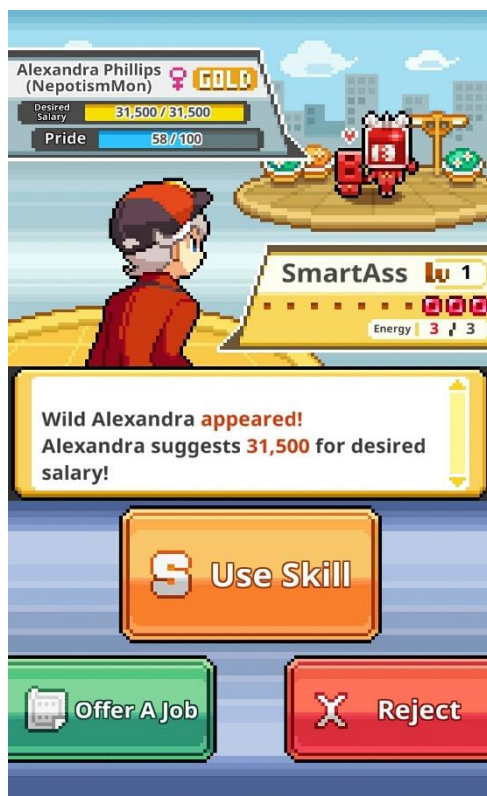 Alexandra Phillips
(NepotismMon)
GOLD
Desired
Salary
31,500 / 31,500
Pride
58 / 100
SmartAss Lv 1
Energy 3 / 3
Wild Alexandra appeared!
Alexandra suggests 31,500 for desired
salary!
S Use Skill
Offer A Job
X Reject